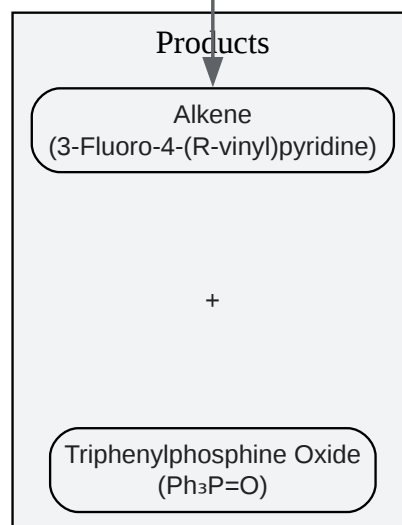 Products
Alkene
(3-Fluoro-4-(R-vinyl)pyridine)
+
Triphenylphosphine Oxide
(Ph₃P=O)